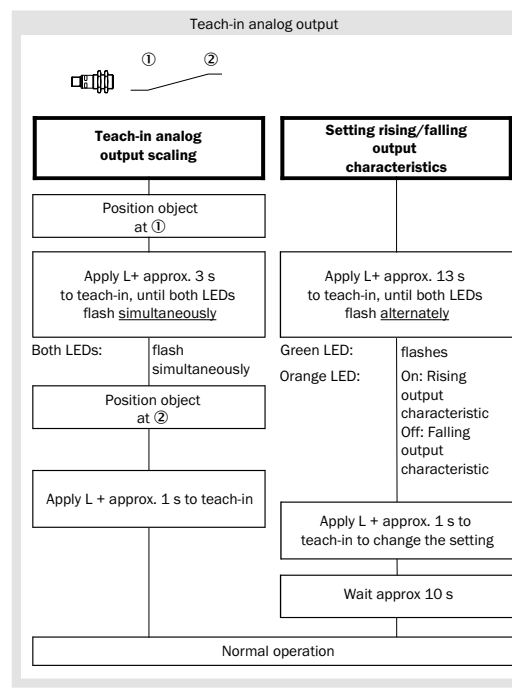 Teach-in analog output
① ②
Teach-in analog
output scaling
Position object
at ①
Apply L+ approx. 3 s
to teach-in, until both LEDs
flash simultaneously
Both LEDs: flash
simultaneously
Position object
at ②
Apply L + approx. 1 s to teach-in
Setting rising/falling
output
characteristics
Apply L+ approx. 13 s
to teach-in, until both LEDs
flash alternately
Green LED: flashes
Orange LED: On: Rising
output
characteristic
Off: Falling
output
characteristic
Apply L + approx. 1 s to
teach-in to change the setting
Wait approx 10 s
Normal operation